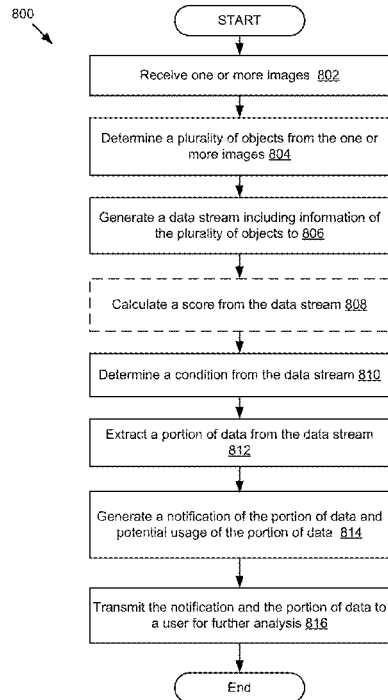 800
START
Receive one or more images 802
Determine a plurality of objects from the one or
more images 804
Generate a data stream including information of
the plurality of objects to 806
Calculate a score from the data stream 808
Determine a condition from the data stream 810
Extract a portion of data from the data stream
812
Generate a notification of the portion of data and
potential usage of the portion of data 814
Transmit the notification and the portion of data to
a user for further analysis 816
End